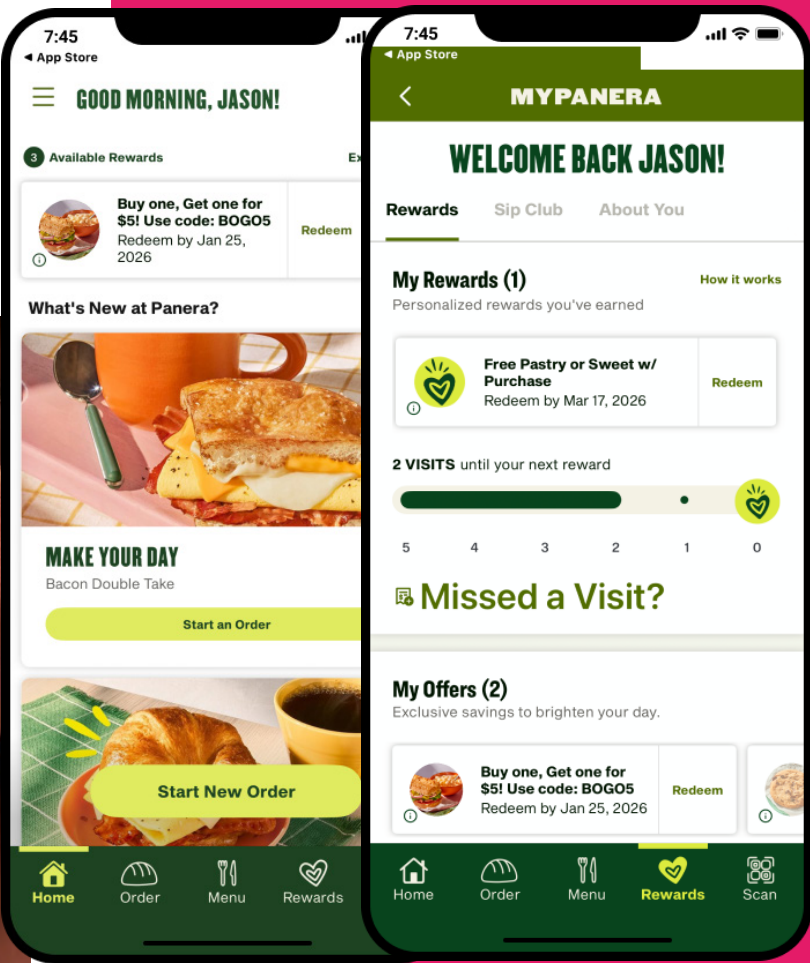 7:45
◀ App Store
GOOD MORNING, JASON!
3 Available Rewards
Buy one, Get one for
$5! Use code: BOGO5
Redeem by Jan 25,
2026
Redeem
What's New at Panera?
MAKE YOUR DAY
Bacon Double Take
Start an Order
Start New Order
Home
Order
Menu
Rewards
7:45
◀ App Store
MYPANERA
WELCOME BACK JASON!
Rewards Sip Club About You
My Rewards (1)
How it works
Personalized rewards you've earned
Free Pastry or Sweet w/
Purchase
Redeem by Mar 17, 2026
Redeem
2 VISITS until your next reward
5 4 3 2 1 0
Missed a Visit?
My Offers (2)
Exclusive savings to brighten your day.
Buy one, Get one for
$5! Use code: BOGO5
Redeem by Jan 25, 2026
Redeem
Home
Order
Menu
Rewards
Scan